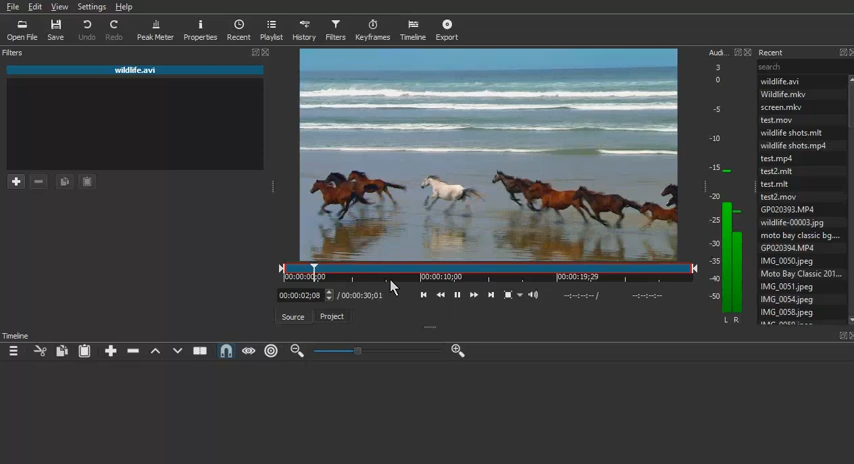 File Edit View Settings Help
Open File Save Undo Redo Peak Meter Properties Recent Playlist History Filters Keyframes Timeline Export
Filters
wildlife.avi
Audi...
3
0
-5
-10
-15
-20
-25
-30
-35
-40
-50
L R
Recent
search
wildlife.avi
Wildlife.mkv
screen.mkv
test.mov
wildlife shots.mlt
wildlife shots.mp4
test.mp4
test2.mlt
test.mlt
test2.mov
GP020393.MP4
wildlife-00003.jpg
moto bay classic bg....
GP020394.MP4
IMG_0050.jpeg
Moto Bay Classic 201...
IMG_0051.jpeg
IMG_0054.jpeg
IMG_0058.jpeg
00:00:00;00 00:00:10;00 00:00:19;29
00:00:02;08 / 00:00:30;01 --:--:--:-- / --:--:--:--
Source Project
Timeline